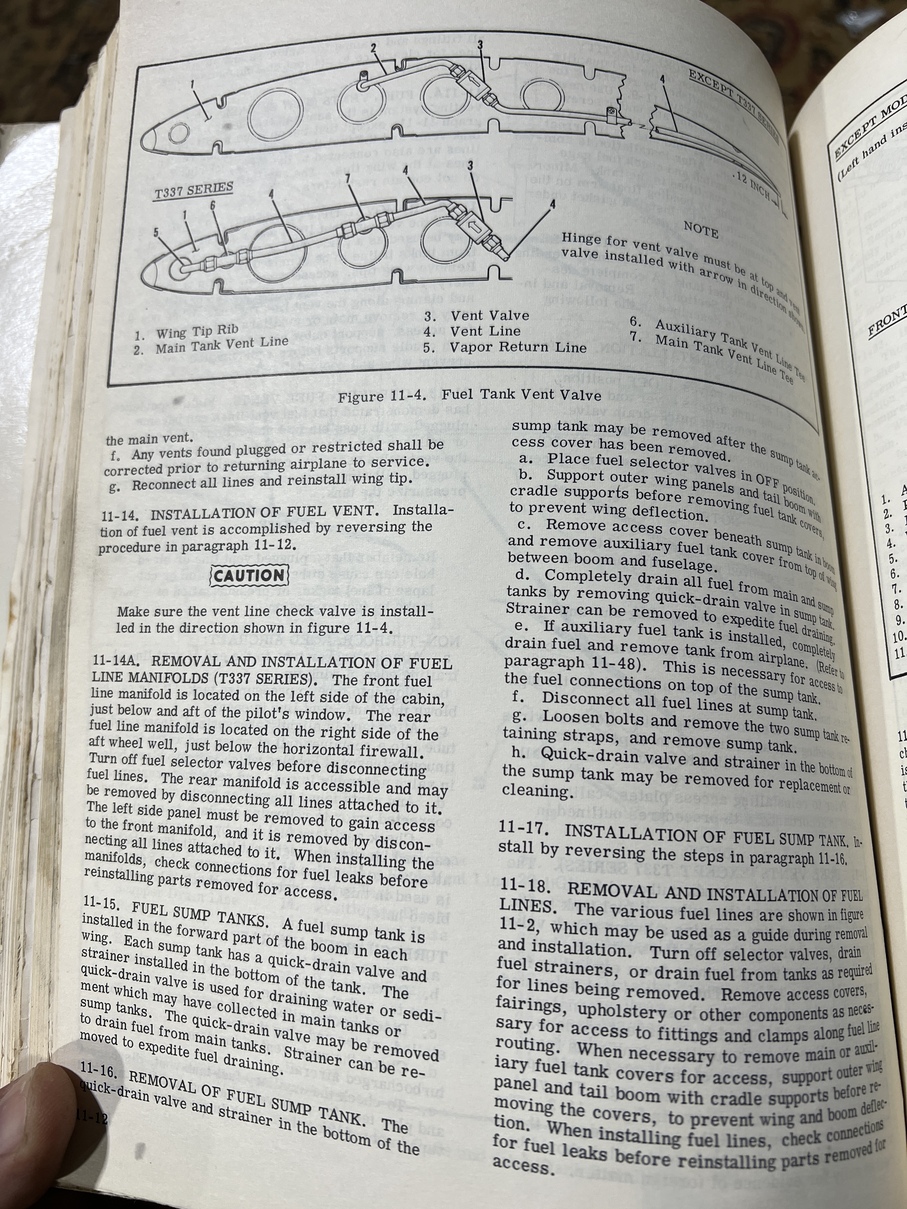 EXCEPT T337 SERIES
1
2
3
4
.12 INCH
T337 SERIES
5
1
6
4
7
4
3
4
NOTE
Hinge for vent valve must be at top and vent
valve installed with arrow in direction shown.
1. Wing Tip Rib
2. Main Tank Vent Line
3. Vent Valve
4. Vent Line
5. Vapor Return Line
6. Auxiliary Tank Vent Line Tee
7. Main Tank Vent Line Tee
Figure 11-4. Fuel Tank Vent Valve
the main vent.
f. Any vents found plugged or restricted shall be
corrected prior to returning airplane to service.
g. Reconnect all lines and reinstall wing tip.
11-14. INSTALLATION OF FUEL VENT. Installa-
tion of fuel vent is accomplished by reversing the
procedure in paragraph 11-12.
CAUTION
Make sure the vent line check valve is instal-
led in the direction shown in figure 11-4.
11-14A. REMOVAL AND INSTALLATION OF FUEL
LINE MANIFOLDS (T337 SERIES). The front fuel
line manifold is located on the left side of the cabin,
just below and aft of the pilot's window. The rear
fuel line manifold is located on the right side of the
aft wheel well, just below the horizontal firewall.
Turn off fuel selector valves before disconnecting
fuel lines. The rear manifold is accessible and may
be removed by disconnecting all lines attached to it.
The left side panel must be removed to gain access
to the front manifold, and it is removed by discon-
necting all lines attached to it. When installing the
manifolds, check connections for fuel leaks before
reinstalling parts removed for access.
11-15. FUEL SUMP TANKS. A fuel sump tank is
installed in the forward part of the boom in each
wing. Each sump tank has a quick-drain valve and
strainer installed in the bottom of the tank. The
quick-drain valve is used for draining water or sedi-
ment which may have collected in main tanks or
sump tanks. The quick-drain valve may be removed
to drain fuel from main tanks. Strainer can be re-
moved to expedite fuel draining.
11-16. REMOVAL OF FUEL SUMP TANK. The
quick-drain valve and strainer in the bottom of the
11-12
sump tank may be removed after the sump tank ac-
cess cover has been removed.
a. Place fuel selector valves in OFF position.
b. Support outer wing panels and tail boom with
cradle supports before removing fuel tank covers,
to prevent wing deflection.
c. Remove access cover beneath sump tank in boom
and remove auxiliary fuel tank cover from top of wing
between boom and fuselage.
d. Completely drain all fuel from main and sump
tanks by removing quick-drain valve in sump tank.
Strainer can be removed to expedite fuel draining.
e. If auxiliary fuel tank is installed, completely
drain fuel and remove tank from airplane. (Refer to
paragraph 11-48). This is necessary for access to
the fuel connections on top of the sump tank.
f. Disconnect all fuel lines at sump tank.
g. Loosen bolts and remove the two sump tank re-
taining straps, and remove sump tank.
h. Quick-drain valve and strainer in the bottom of
the sump tank may be removed for replacement or
cleaning.
11-17. INSTALLATION OF FUEL SUMP TANK. In-
stall by reversing the steps in paragraph 11-16.
11-18. REMOVAL AND INSTALLATION OF FUEL
LINES. The various fuel lines are shown in figure
11-2, which may be used as a guide during removal
and installation. Turn off selector valves, drain
fuel strainers, or drain fuel from tanks as required
for lines being removed. Remove access covers,
fairings, upholstery or other components as neces-
sary for access to fittings and clamps along fuel line
routing. When necessary to remove main or auxil-
iary fuel tank covers for access, support outer wing
panel and tail boom with cradle supports before re-
moving the covers, to prevent wing and boom deflec-
tion. When installing fuel lines, check connections
for fuel leaks before reinstalling parts removed for
access.
EXCEPT MOD
(Left hand ins
FRONT
1.
2.
3.
4.
5.
6.
7.
8.
9.
10.
11